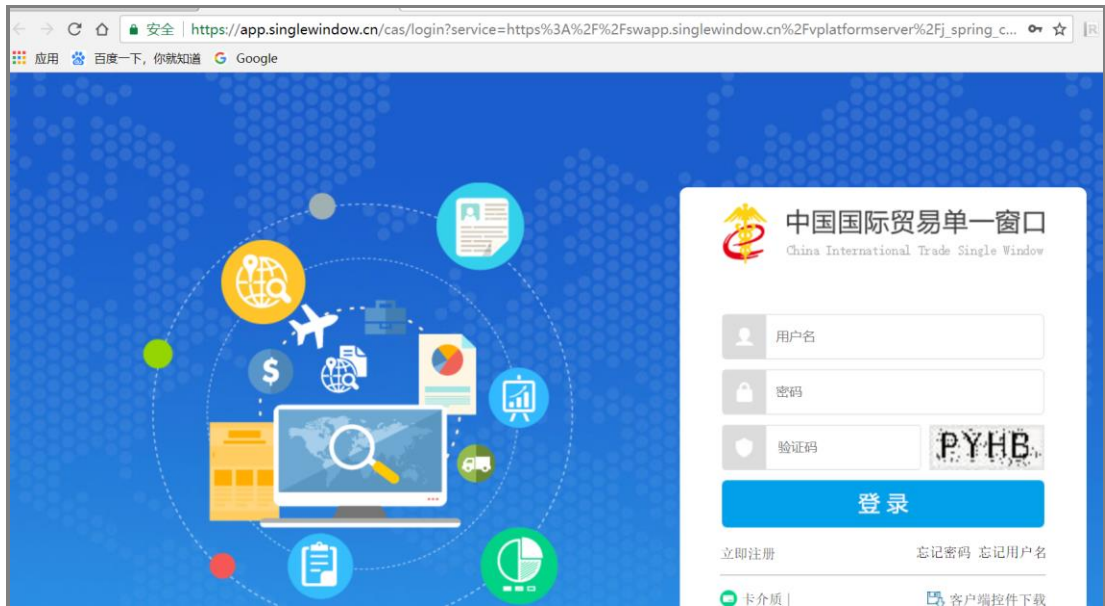 安全 | https://app.singlewindow.cn/cas/login?service=https%3A%2F%2Fswapp.singlewindow.cn%2Fvplatformserver%2Fj_spring_c...
应用 百度一下，你就知道 G Google
中国国际贸易单一窗口
China International Trade Single Window
用户名
密码
验证码 PYHB
登录
立即注册 忘记密码 忘记用户名
卡介质 | 客户端控件下载